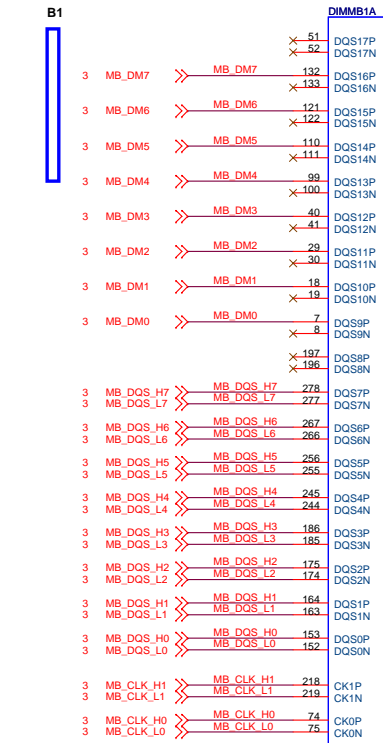 B1 DIMMB1A
51 DQS17P
52 DQS17N
3 MB_DM7 MB_DM7 132 DQS16P
133 DQS16N
3 MB_DM6 MB_DM6 121 DQS15P
122 DQS15N
3 MB_DM5 MB_DM5 110 DQS14P
111 DQS14N
3 MB_DM4 MB_DM4 99 DQS13P
100 DQS13N
3 MB_DM3 MB_DM3 40 DQS12P
41 DQS12N
3 MB_DM2 MB_DM2 29 DQS11P
30 DQS11N
3 MB_DM1 MB_DM1 18 DQS10P
19 DQS10N
3 MB_DM0 MB_DM0 7 DQS9P
8 DQS9N
197 DQS8P
196 DQS8N
3 MB_DQS_H7 MB_DQS_H7 278 DQS7P
3 MB_DQS_L7 MB_DQS_L7 277 DQS7N
3 MB_DQS_H6 MB_DQS_H6 267 DQS6P
3 MB_DQS_L6 MB_DQS_L6 266 DQS6N
3 MB_DQS_H5 MB_DQS_H5 256 DQS5P
3 MB_DQS_L5 MB_DQS_L5 255 DQS5N
3 MB_DQS_H4 MB_DQS_H4 245 DQS4P
3 MB_DQS_L4 MB_DQS_L4 244 DQS4N
3 MB_DQS_H3 MB_DQS_H3 186 DQS3P
3 MB_DQS_L3 MB_DQS_L3 185 DQS3N
3 MB_DQS_H2 MB_DQS_H2 175 DQS2P
3 MB_DQS_L2 MB_DQS_L2 174 DQS2N
3 MB_DQS_H1 MB_DQS_H1 164 DQS1P
3 MB_DQS_L1 MB_DQS_L1 163 DQS1N
3 MB_DQS_H0 MB_DQS_H0 153 DQS0P
3 MB_DQS_L0 MB_DQS_L0 152 DQS0N
3 MB_CLK_H1 MB_CLK_H1 218 CK1P
3 MB_CLK_L1 MB_CLK_L1 219 CK1N
3 MB_CLK_H0 MB_CLK_H0 74 CK0P
3 MB_CLK_L0 MB_CLK_L0 75 CK0N